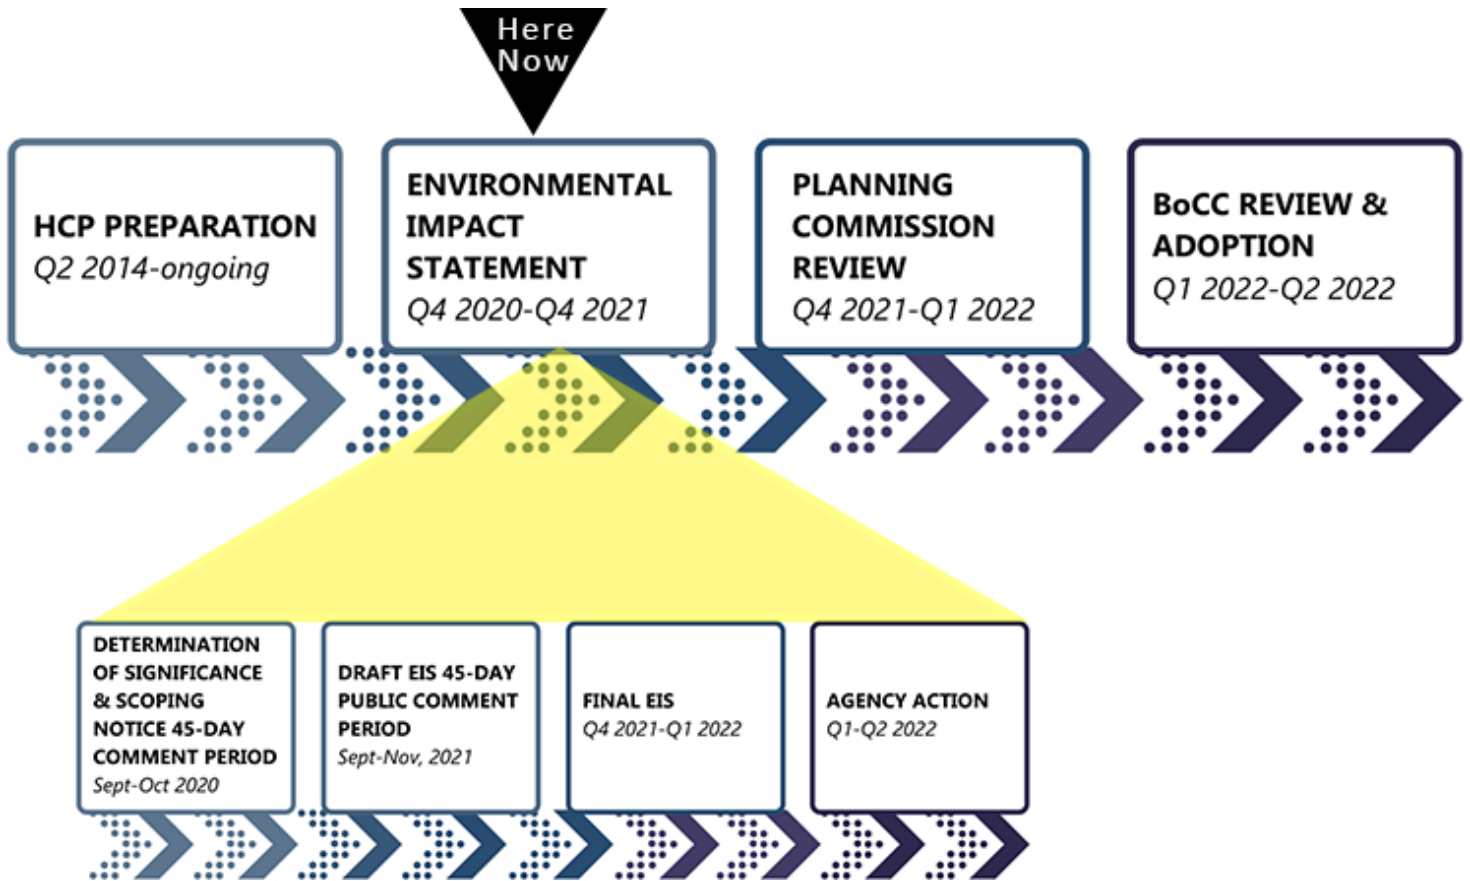 Here
Now
HCP PREPARATION
Q2 2014-ongoing
ENVIRONMENTAL
IMPACT
STATEMENT
Q4 2020-Q4 2021
PLANNING
COMMISSION
REVIEW
Q4 2021-Q1 2022
BoCC REVIEW &
ADOPTION
Q1 2022-Q2 2022
DETERMINATION
OF SIGNIFICANCE
& SCOPING
NOTICE 45-DAY
COMMENT PERIOD
Sept-Oct 2020
DRAFT EIS 45-DAY
PUBLIC COMMENT
PERIOD
Sept-Nov, 2021
FINAL EIS
Q4 2021-Q1 2022
AGENCY ACTION
Q1-Q2 2022